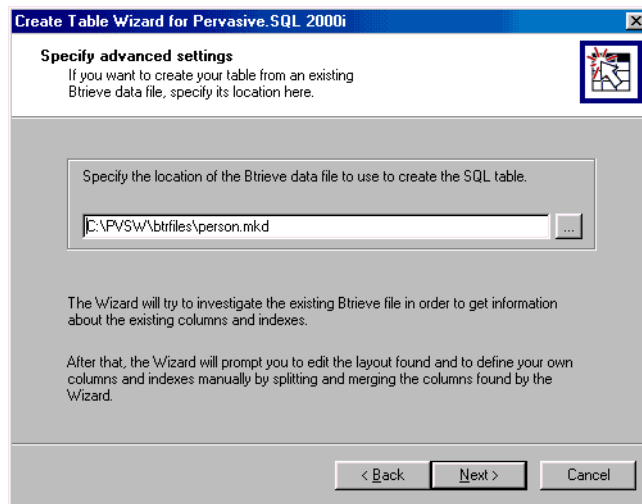 Create Table Wizard for Pervasive.SQL 2000i
Specify advanced settings
If you want to create your table from an existing
Btrieve data file, specify its location here.
Specify the location of the Btrieve data file to use to create the SQL table.
C:\PVSW\btrfiles\person.mkd
...
The Wizard will try to investigate the existing Btrieve file in order to get information
about the existing columns and indexes.
After that, the Wizard will prompt you to edit the layout found and to define your own
columns and indexes manually by splitting and merging the columns found by the
Wizard.
< Back Next > Cancel